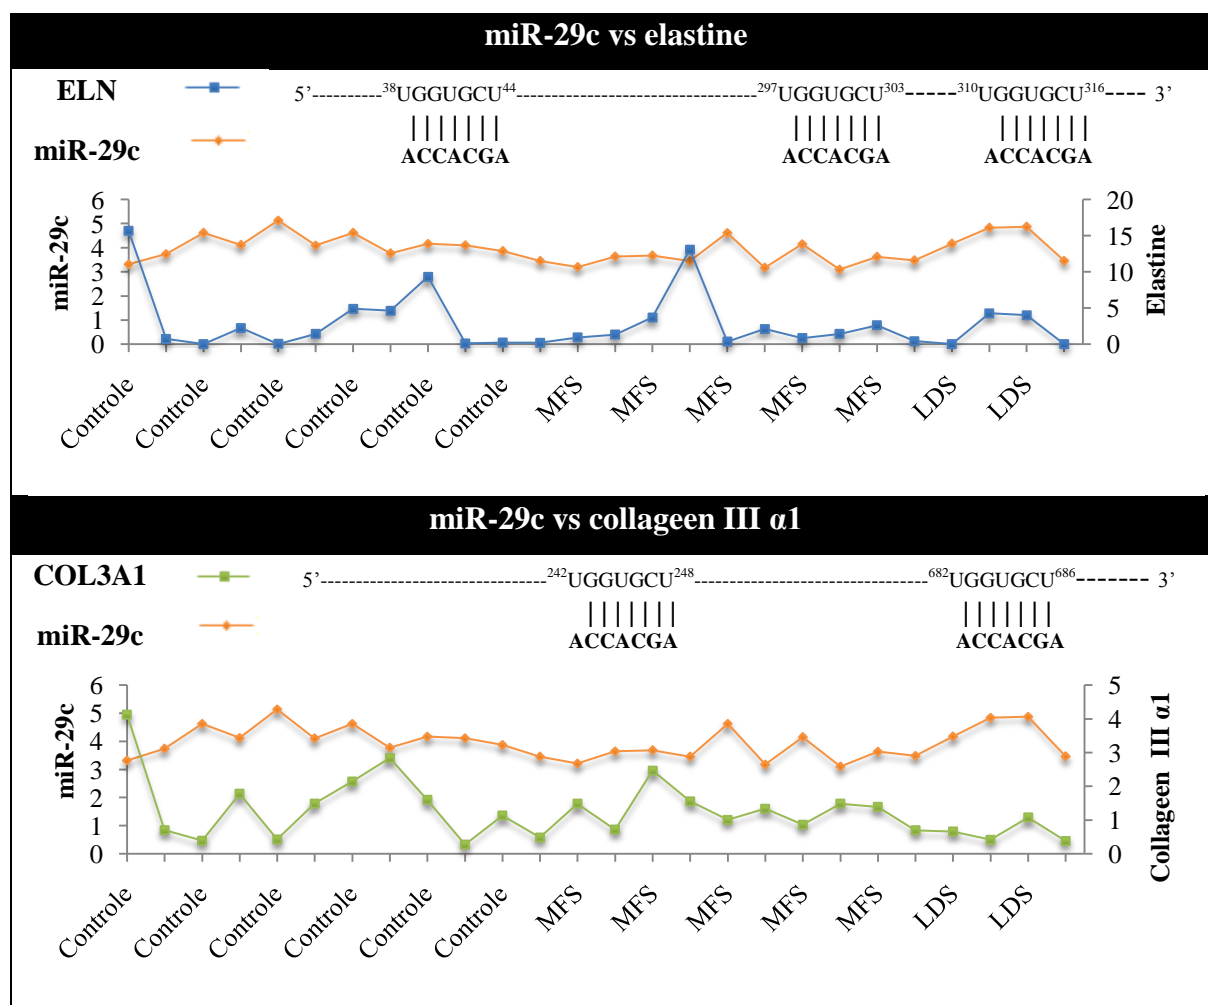 miR-29c vs elastine
ELN
5’ 38UGGUGCU44 297UGGUGCU303 310UGGUGCU316 3’
miR-29c
ACCACGA ACCACGA ACCACGA
6 5 4 3 2 1 0
miR-29c
20 15 10 5 0
Elastine
Controle Controle Controle Controle Controle Controle MFS MFS MFS MFS MFS LDS LDS
miR-29c vs collageen III α1
COL3A1
5’ 242UGGUGCU248 682UGGUGCU686 3’
miR-29c
ACCACGA ACCACGA
6 5 4 3 2 1 0
miR-29c
5 4 3 2 1 0
Collageen III α1
Controle Controle Controle Controle Controle Controle MFS MFS MFS MFS MFS LDS LDS